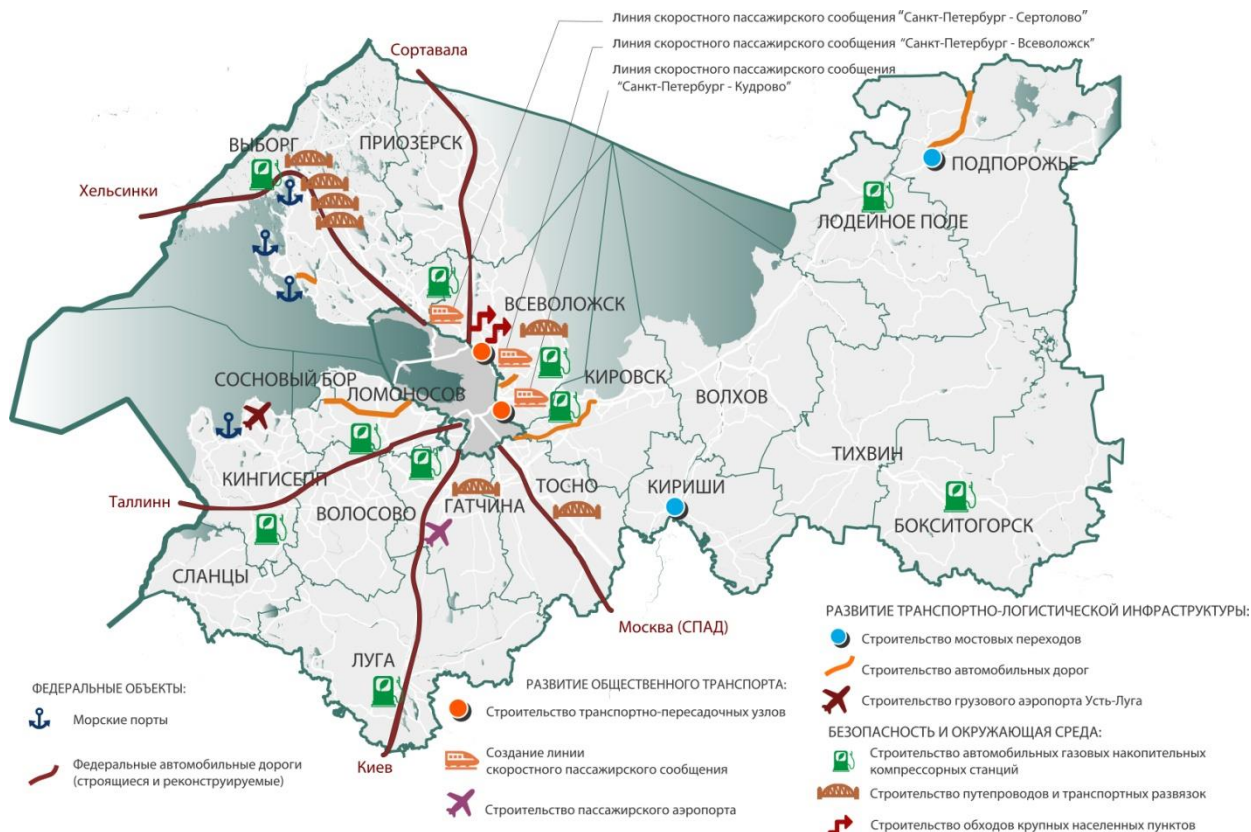 Линия скоростного пассажирского сообщения "Санкт-Петербург - Сертолово"
Линия скоростного пассажирского сообщения "Санкт-Петербург - Всеволожск"
Линия скоростного пассажирского сообщения
"Санкт-Петербург - Кудрово"
Сортавала
ВЫБОРГ
ПРИОЗЕРСК
ПОДПОРОЖЬЕ
Хельсинки
ЛОДЕЙНОЕ ПОЛЕ
ВСЕВОЛОЖСК
СОСНОВЫЙ БОР
ЛОМОНОСОВ
КИРОВСК
ВОЛХОВ
ТИХВИН
КИНГИСЕПП
Таллинн
ВОЛОСОВО
ГАТЧИНА
ТОСНО
КИРИШИ
БОКСИТОГОРСК
СЛАНЦЫ
Москва (СПАД)
ЛУГА
Киев
ФЕДЕРАЛЬНЫЕ ОБЪЕКТЫ:
Морские порты
Федеральные автомобильные дороги
(строящиеся и реконструируемые)
РАЗВИТИЕ ОБЩЕСТВЕННОГО ТРАНСПОРТА:
Строительство транспортно-пересадочных узлов
Создание линии
скоростного пассажирского сообщения
Строительство пассажирского аэропорта
РАЗВИТИЕ ТРАНСПОРТНО-ЛОГИСТИЧЕСКОЙ ИНФРАСТРУКТУРЫ:
Строительство мостовых переходов
Строительство автомобильных дорог
Строительство грузового аэропорта Усть-Луга
БЕЗОПАСНОСТЬ И ОКРУЖАЮЩАЯ СРЕДА:
Строительство автомобильных газовых накопительных
компрессорных станций
Строительство путепроводов и транспортных развязок
Строительство обходов крупных населенных пунктов